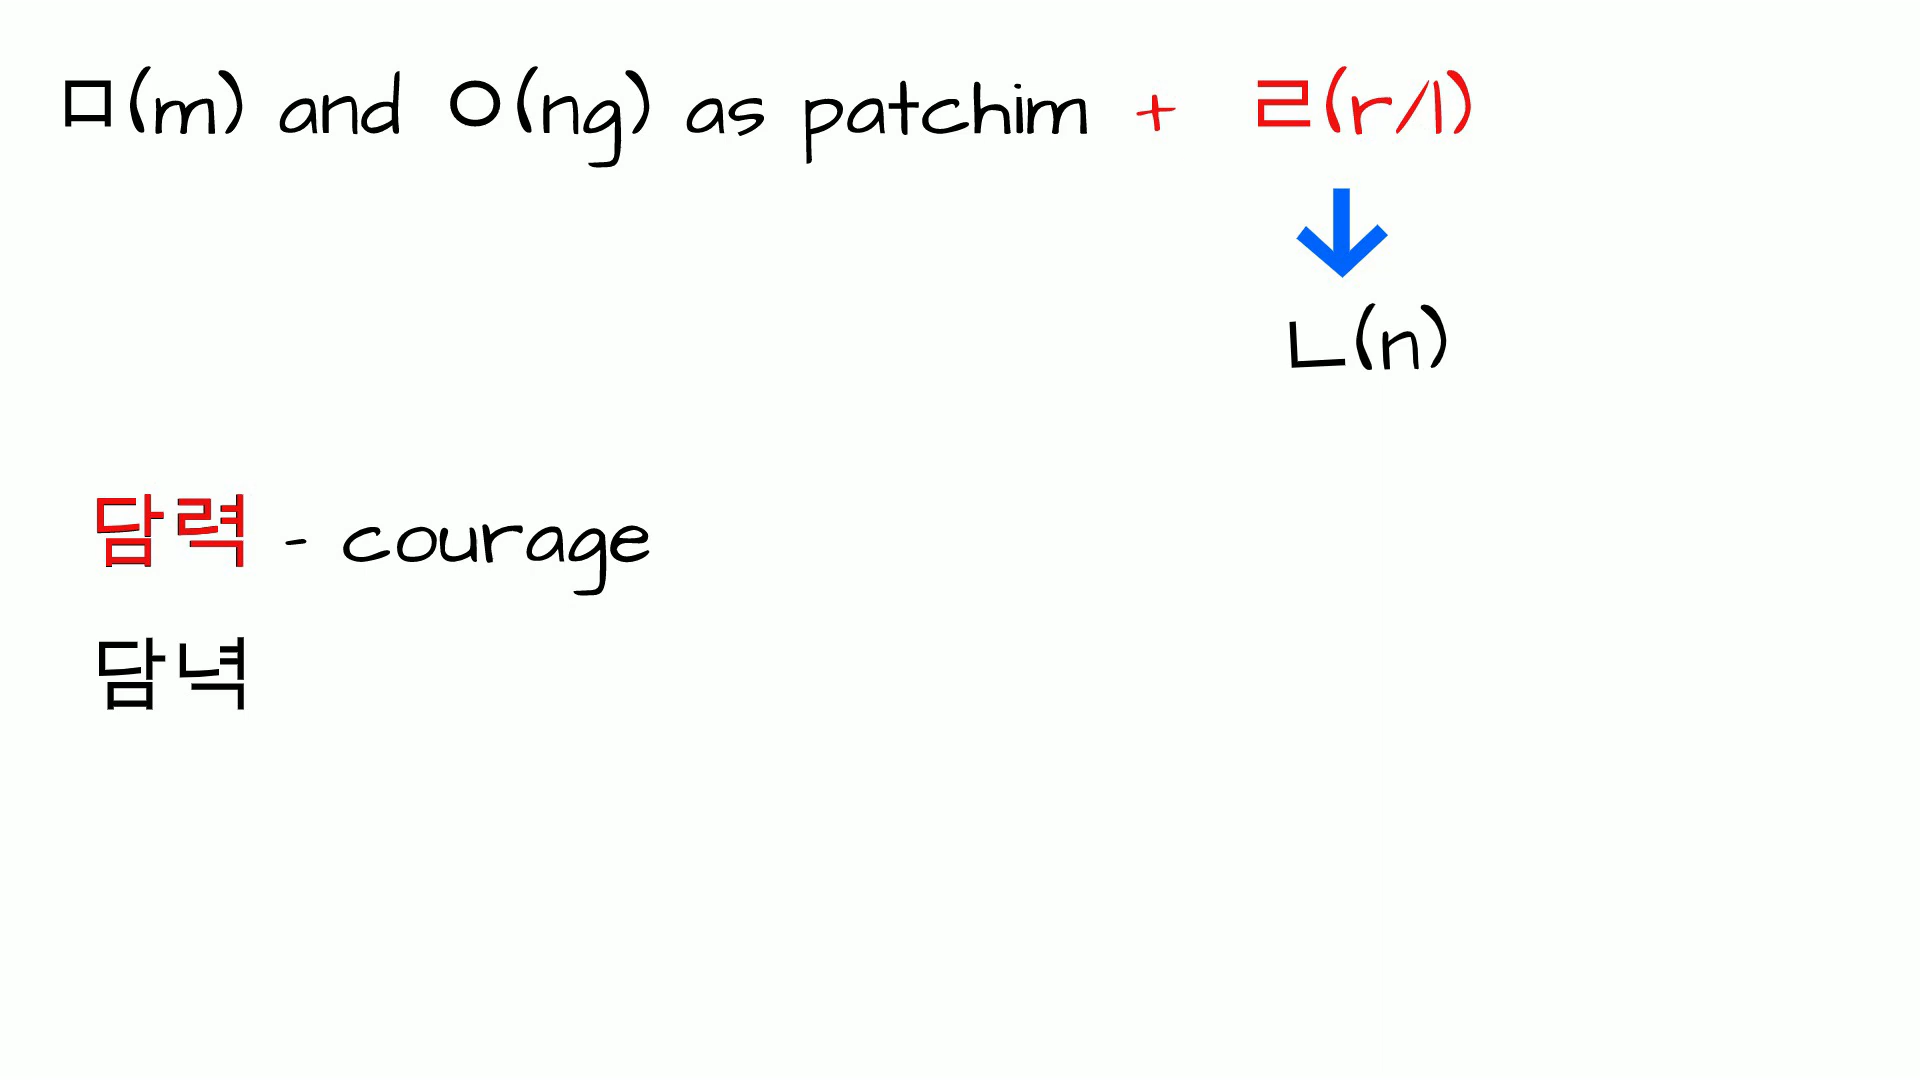 ㅁ(m) and ㅇ(ng) as patchim + ㄹ(r/l)
ㄴ(n)
담력 - courage
담녁